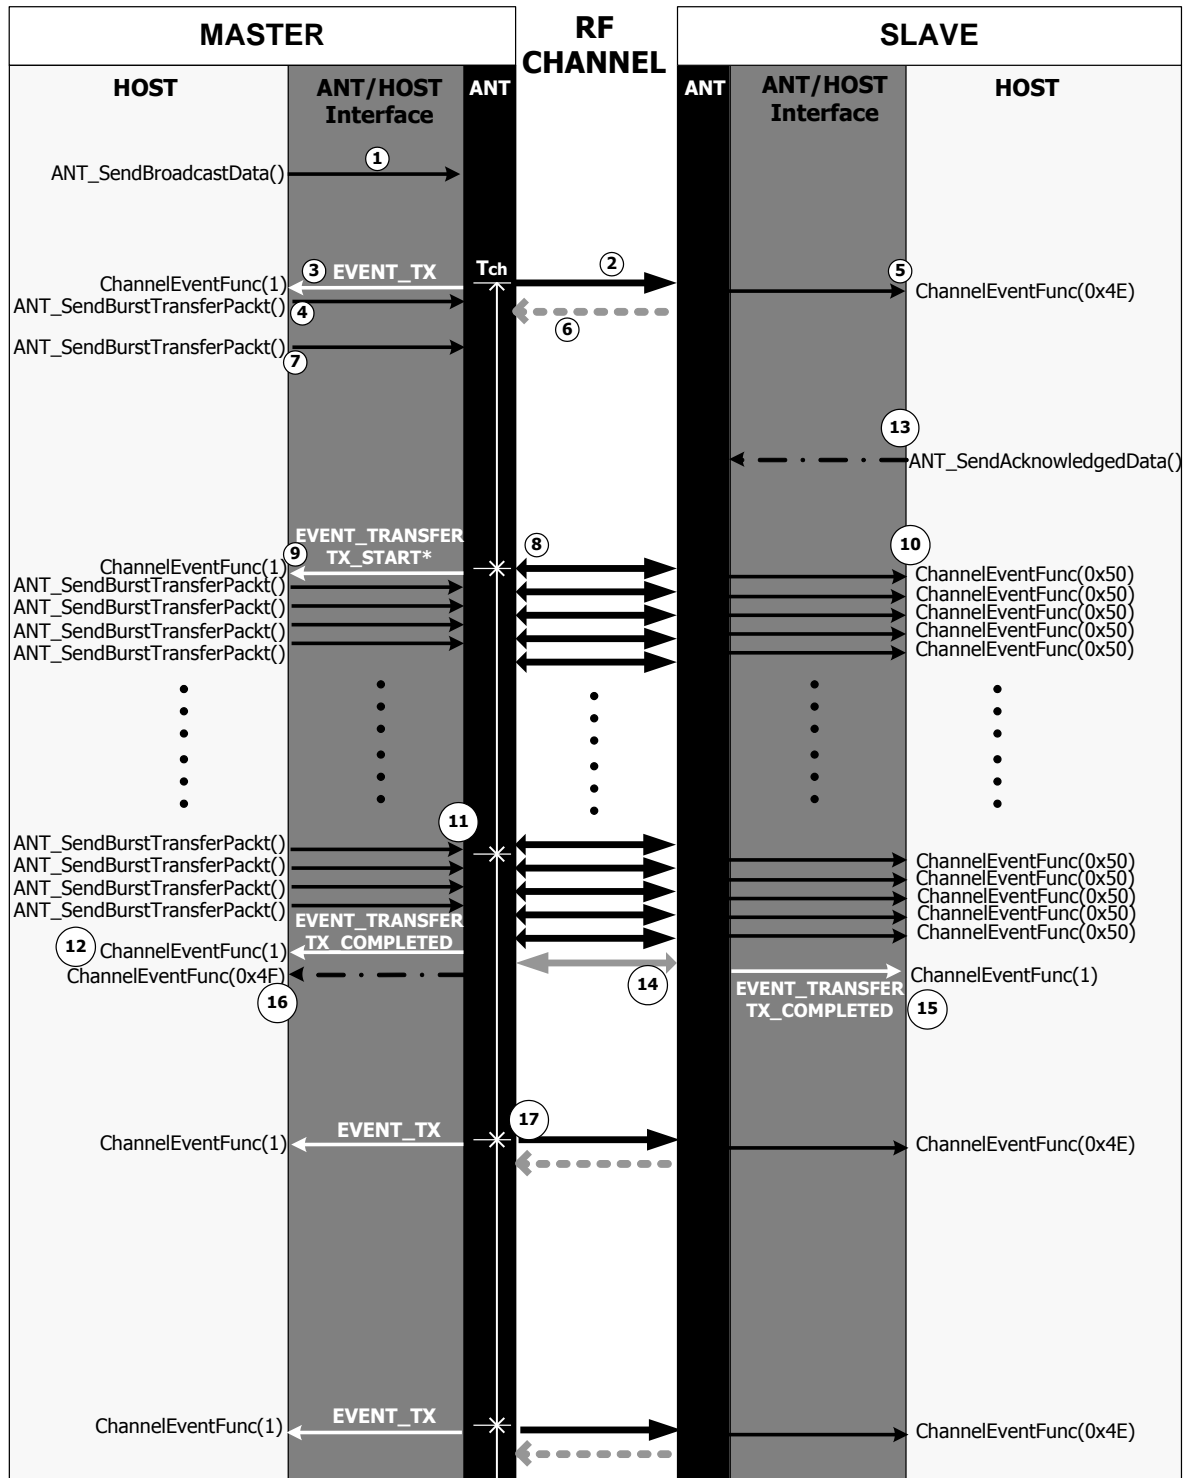 MASTER
RF
CHANNEL
SLAVE
HOST
ANT/HOST
Interface
ANT
ANT
ANT/HOST
Interface
HOST
ANT_SendBroadcastData()
1
ChannelEventFunc(1)
3
EVENT_TX
Tch
2
5
ChannelEventFunc(0x4E)
ANT_SendBurstTransferPackt()
4
6
ANT_SendBurstTransferPackt()
7
13
ANT_SendAcknowledgedData()
EVENT_TRANSFER
TX_START*
9
8
10
ChannelEventFunc(1)
ANT_SendBurstTransferPackt()
ANT_SendBurstTransferPackt()
ANT_SendBurstTransferPackt()
ANT_SendBurstTransferPackt()
ChannelEventFunc(0x50)
ChannelEventFunc(0x50)
ChannelEventFunc(0x50)
ChannelEventFunc(0x50)
ChannelEventFunc(0x50)
11
ANT_SendBurstTransferPackt()
ANT_SendBurstTransferPackt()
ANT_SendBurstTransferPackt()
ANT_SendBurstTransferPackt()
ChannelEventFunc(0x50)
ChannelEventFunc(0x50)
ChannelEventFunc(0x50)
ChannelEventFunc(0x50)
ChannelEventFunc(0x50)
EVENT_TRANSFER
TX_COMPLETED
12
ChannelEventFunc(1)
ChannelEventFunc(0x4F)
16
14
ChannelEventFunc(1)
EVENT_TRANSFER
TX_COMPLETED
15
ChannelEventFunc(1)
EVENT_TX
17
ChannelEventFunc(0x4E)
ChannelEventFunc(1)
EVENT_TX
ChannelEventFunc(0x4E)